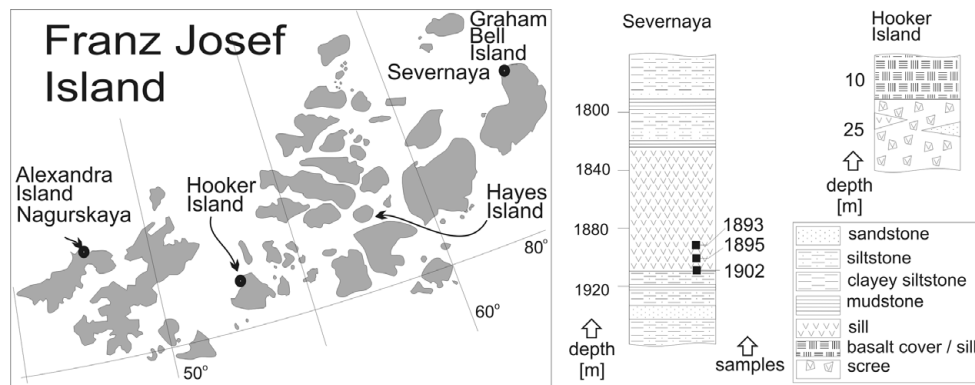 Franz Josef
Island
Graham
Bell
Island
Severnaya
Alexandra
Island
Nagurskaya
Hooker
Island
Hayes
Island
80°
60°
50°
Severnaya
1800
1840
1880
1920
1893
1895
1902
depth
[m]
samples
Hooker
Island
10
25
depth
[m]
sandstone
siltstone
clayey siltstone
mudstone
sill
basalt cover / sill
scree